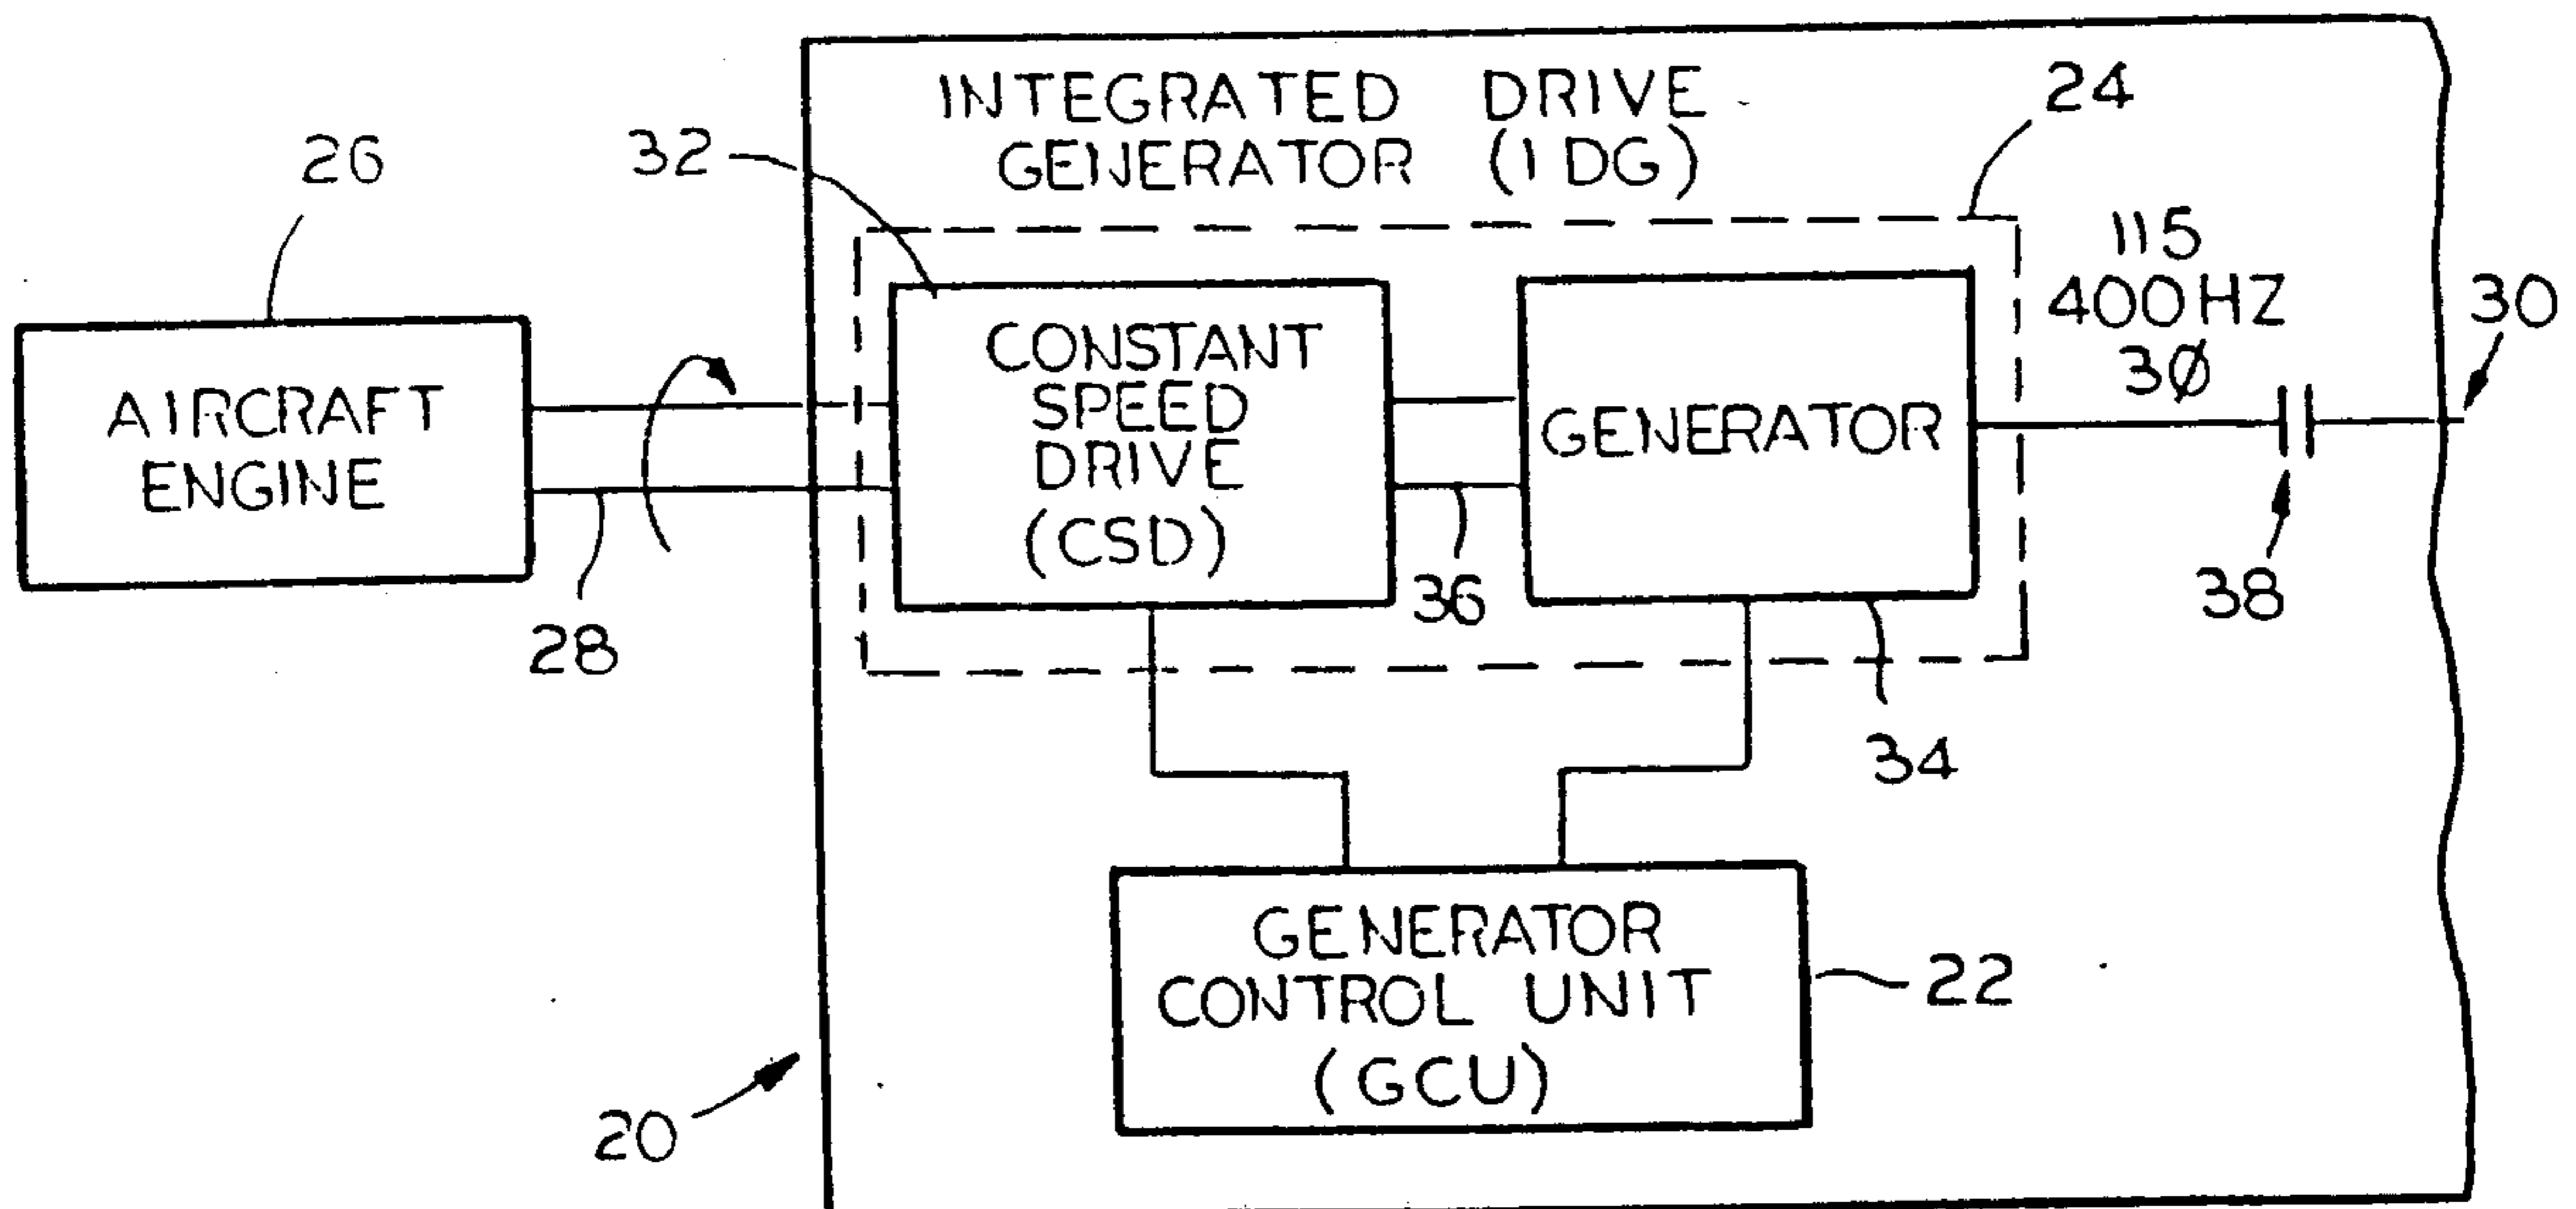 INTEGRATED DRIVE
GENERATOR (IDG)
24
26
32
115
400HZ
3Ø
30
AIRCRAFT
ENGINE
CONSTANT
SPEED
DRIVE
(CSD)
GENERATOR
28
36
38
34
GENERATOR
CONTROL UNIT
(GCU)
22
20